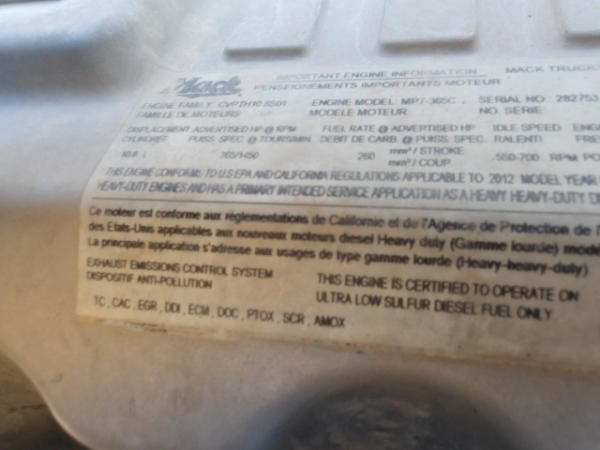 Mack
IMPORTANT ENGINE INFORMATION MACK TRUCK
PENSEIGNEMENTS IMPORTANTS MOTEUR
ENGINE FAMILY: CVPTH10.8S01 ENGINE MODEL: MP7-365C SERIAL NO: 282753
FAMILLE DE MOTEURS MODELE MOTEUR: NO. SERIE
DISPLACEMENT ADVERTISED HP @ RPM FUEL RATE @ ADVERTISED HP IDLE SPEED
CYLINDREE PUISS. SPEC @ TOURS/MIN DEBIT DE CARB. @ PUISS. SPEC. RALENTI
260 mm³ / STROKE 550-700 RPM
mm³ / COUP
THIS ENGINE CONFORMS TO U.S EPA AND CALIFORNIA REGULATIONS APPLICABLE TO 2012 MODEL YEAR
HEAVY-DUTY ENGINES AND HAS A PRIMARY INTENDED SERVICE APPLICATION AS A HEAVY HEAVY-DUTY
Ce moteur est conforme aux réglementations de Californie et de l'Agence de Protection de
des Etats-Unis applicables aux nouveaux moteurs diesel Heavy duty (Gamme lourde)
La principale application s'adresse aux usages de type gamme lourde (Heavy-heavy-duty)
EXHAUST EMISSIONS CONTROL SYSTEM THIS ENGINE IS CERTIFIED TO OPERATE ON
DISPOSITIF ANTI-POLLUTION ULTRA LOW SULFUR DIESEL FUEL ONLY
TC , CAC , EGR , DDI , ECM , DOC , PTOX , SCR , AMOX